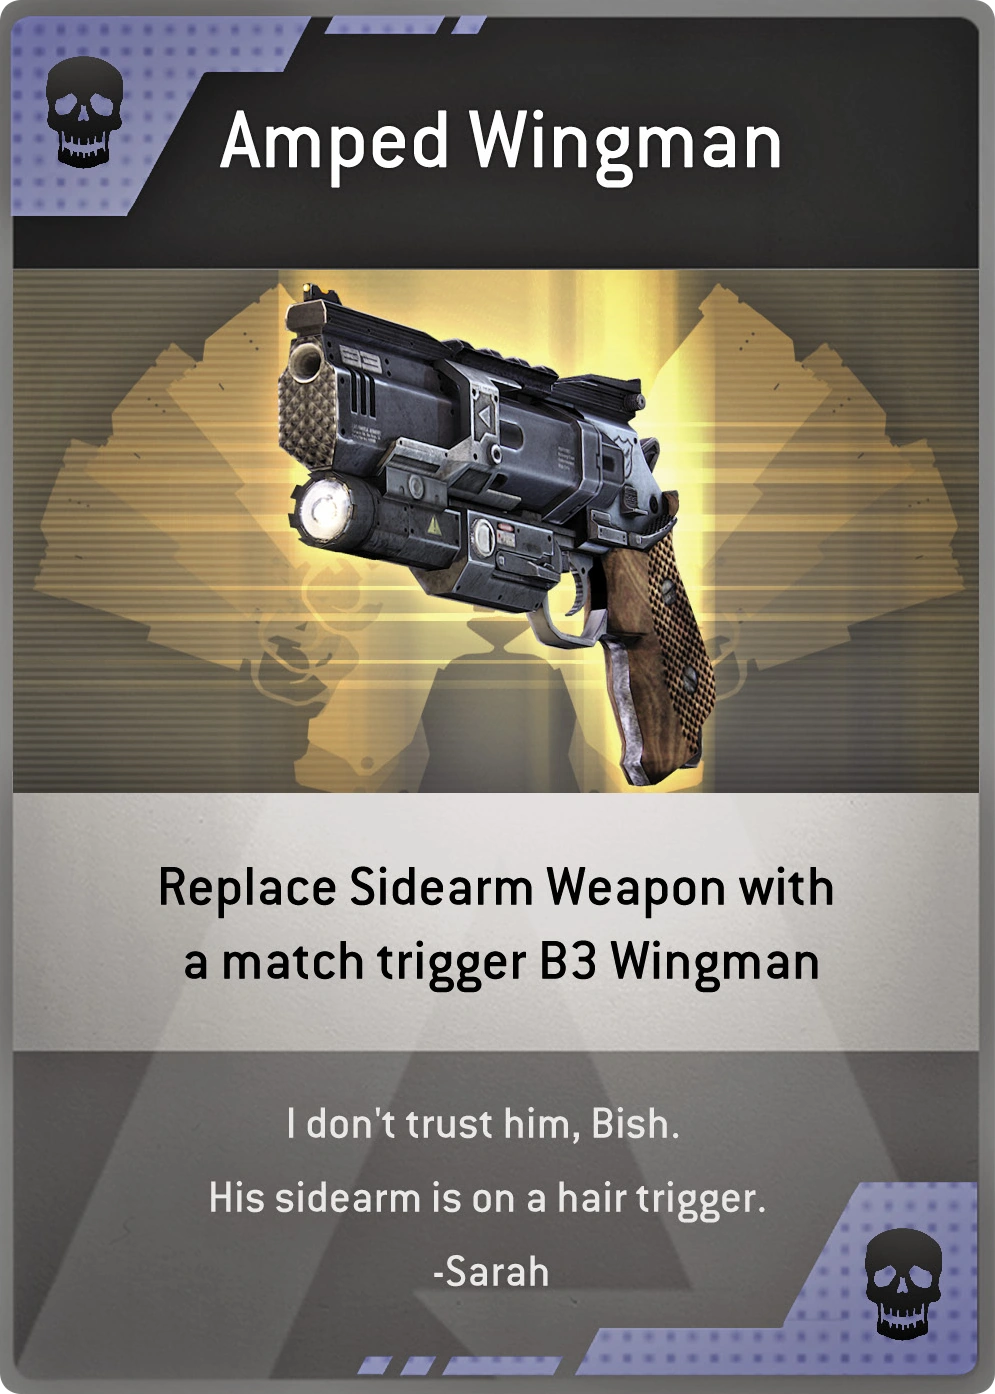 Amped Wingman
Replace Sidearm Weapon with
a match trigger B3 Wingman
I don't trust him, Bish.
His sidearm is on a hair trigger.
-Sarah